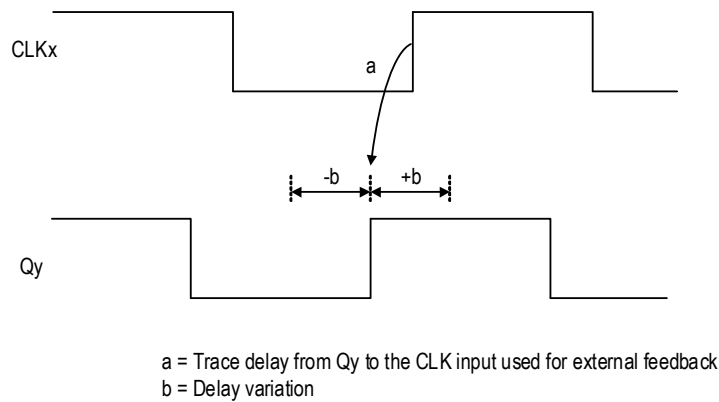 CLKx
a
-b
+b
Qy
a = Trace delay from Qy to the CLK input used for external feedback
b = Delay variation